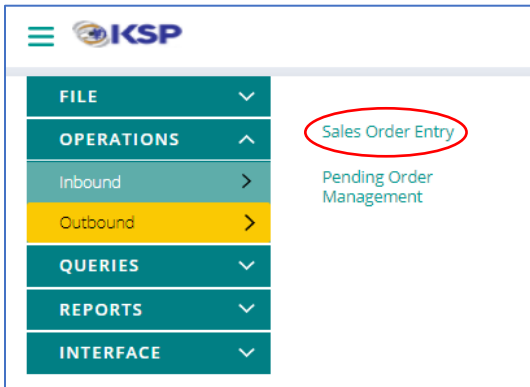 KSP
FILE
OPERATIONS
Inbound
Outbound
QUERIES
REPORTS
INTERFACE
Sales Order Entry
Pending Order
Management